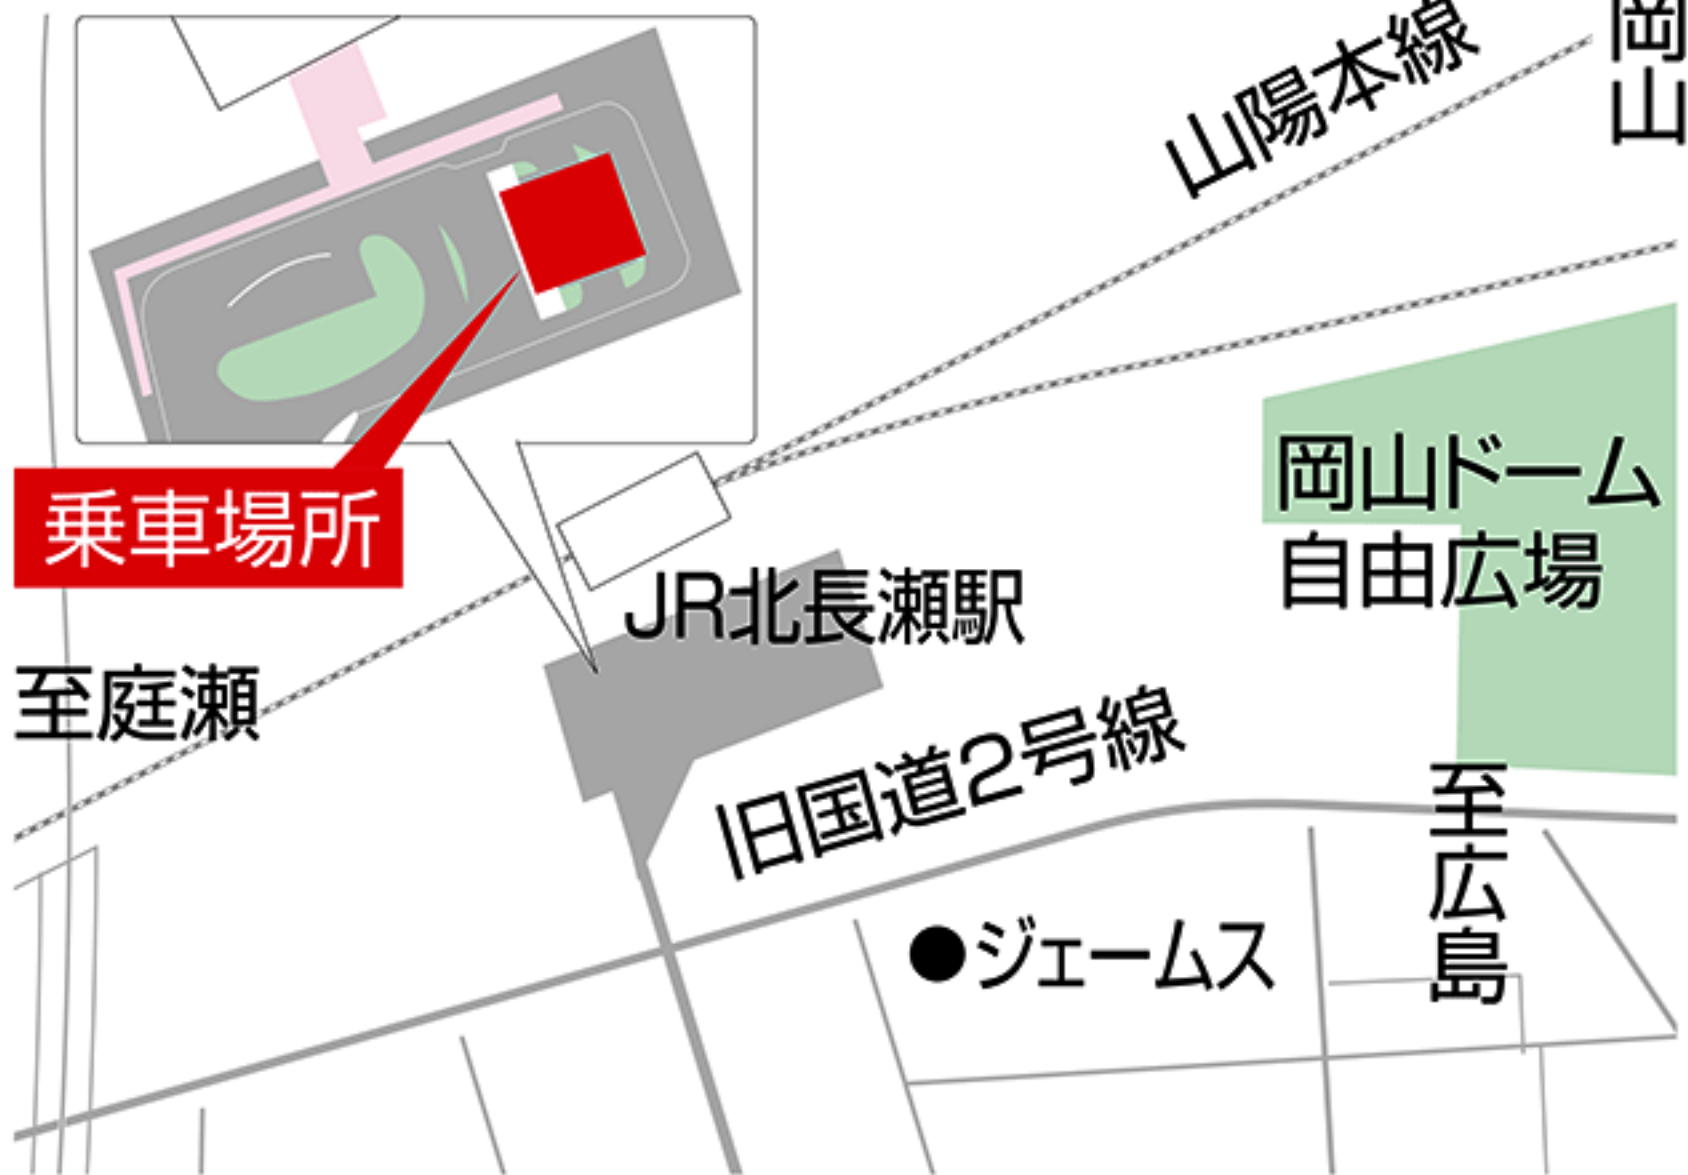 岡山
山陽本線
岡山ドーム
自由広場
乗車場所
JR北長瀬駅
至庭瀬
旧国道2号線
至広島
●ジェームス